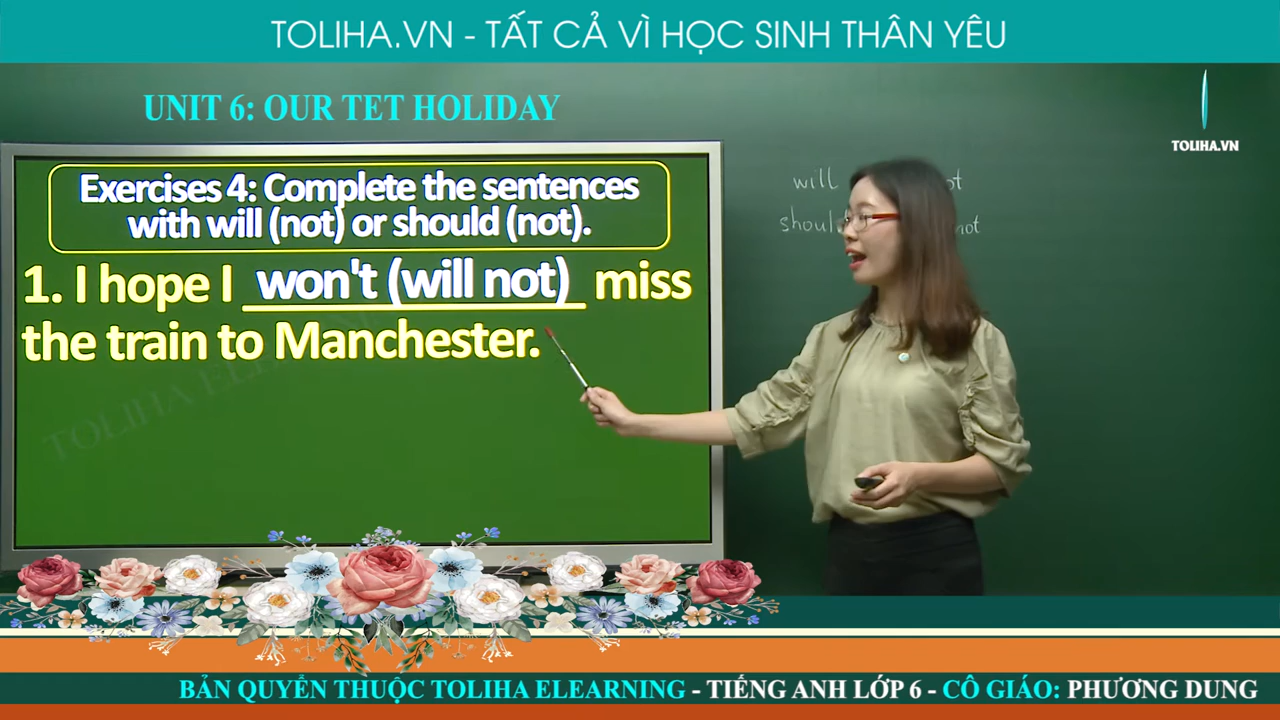 TOLIHA.VN - TẤT CẢ VÌ HỌC SINH THÂN YÊU
UNIT 6: OUR TET HOLIDAY
TOLIHA.VN
Exercises 4: Complete the sentences
with will (not) or should (not).
1. I hope I won't (will not) miss
the train to Manchester.
will
not
BẢN QUYỀN THUỘC TOLIHA ELEARNING - TIẾNG ANH LỚP 6 - CÔ GIÁO: PHƯƠNG DUNG